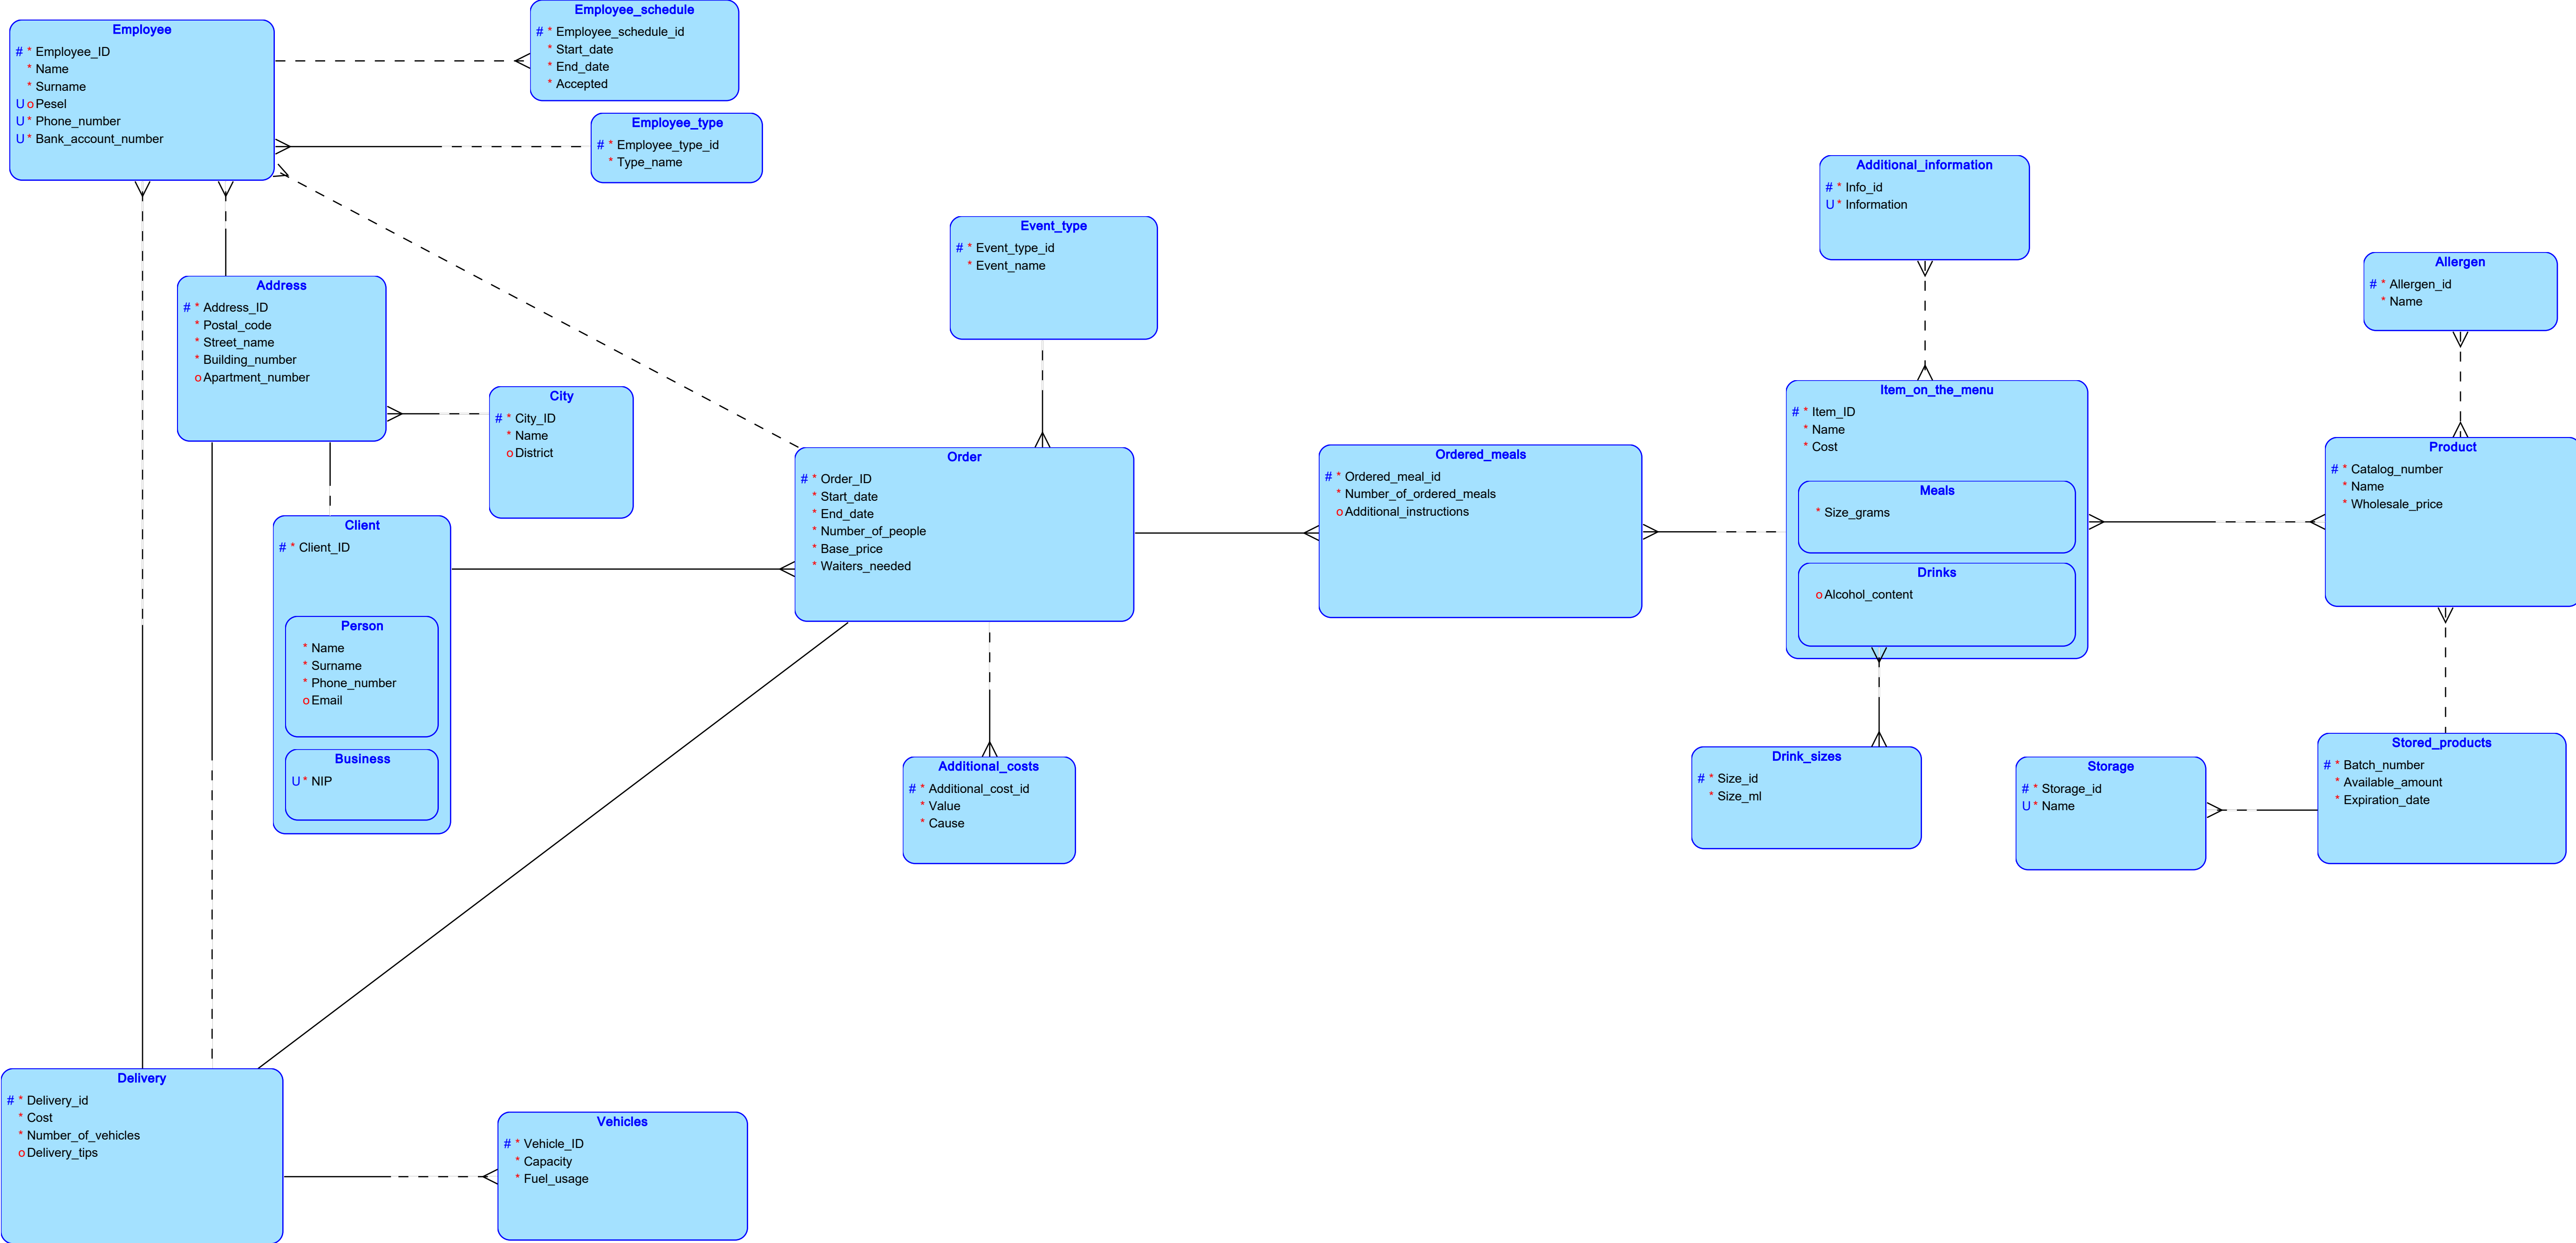 Employee
# * Employee_ID
* Name
* Surname
U o Pesel
U * Phone_number
U * Bank_account_number
Employee_schedule
# * Employee_schedule_id
* Start_date
* End_date
* Accepted
Employee_type
# * Employee_type_id
* Type_name
Additional_information
# * Info_id
U * Information
Event_type
# * Event_type_id
* Event_name
Allergen
# * Allergen_id
* Name
Address
# * Address_ID
* Postal_code
* Street_name
* Building_number
o Apartment_number
City
# * City_ID
* Name
o District
Order
# * Order_ID
* Start_date
* End_date
* Number_of_people
* Base_price
* Waiters_needed
Ordered_meals
# * Ordered_meal_id
* Number_of_ordered_meals
o Additional_instructions
Item_on_the_menu
# * Item_ID
* Name
* Cost
Meals
* Size_grams
Drinks
o Alcohol_content
Product
# * Catalog_number
* Name
* Wholesale_price
Client
# * Client_ID
Person
* Name
* Surname
* Phone_number
o Email
Business
U * NIP
Additional_costs
# * Additional_cost_id
* Value
* Cause
Drink_sizes
# * Size_id
* Size_ml
Storage
# * Storage_id
U * Name
Stored_products
# * Batch_number
* Available_amount
* Expiration_date
Delivery
# * Delivery_id
* Cost
* Number_of_vehicles
o Delivery_tips
Vehicles
# * Vehicle_ID
* Capacity
* Fuel_usage